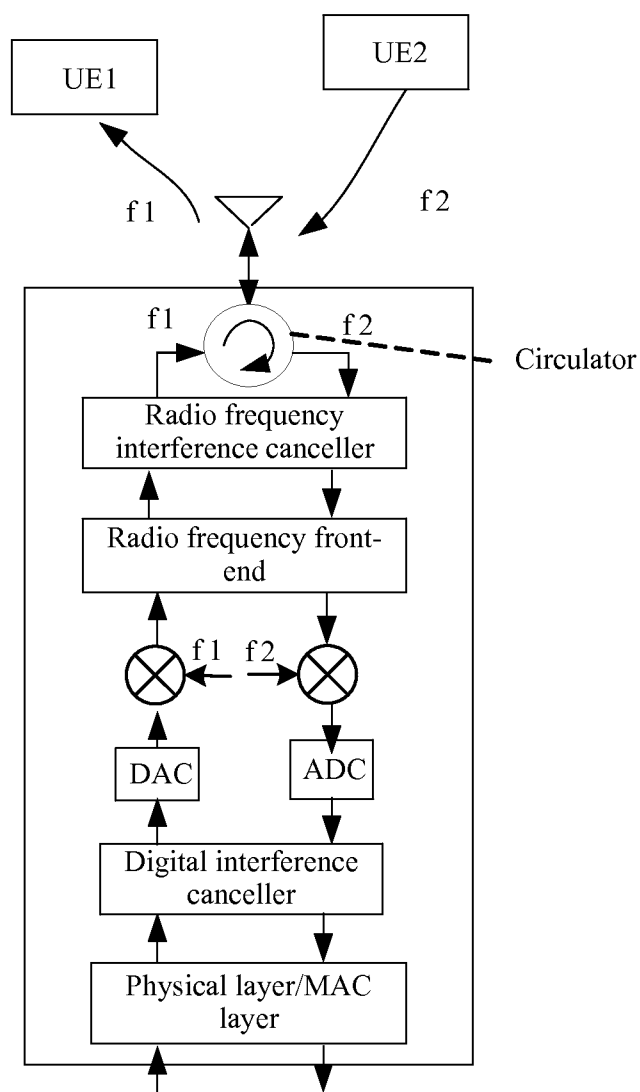 UE1
UE2
f1
f2
f1
f2
Circulator
Radio frequency
interference canceller
Radio frequency front-
end
f1
f2
DAC
ADC
Digital interference
canceller
Physical layer/MAC
layer